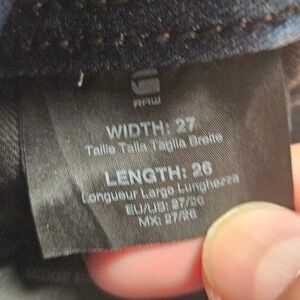 RAW
WIDTH: 27
Taille Talla Taglia Breite
LENGTH: 26
Longueur Largo Lunghezza
EU/US: 27/26
MX: 27/26